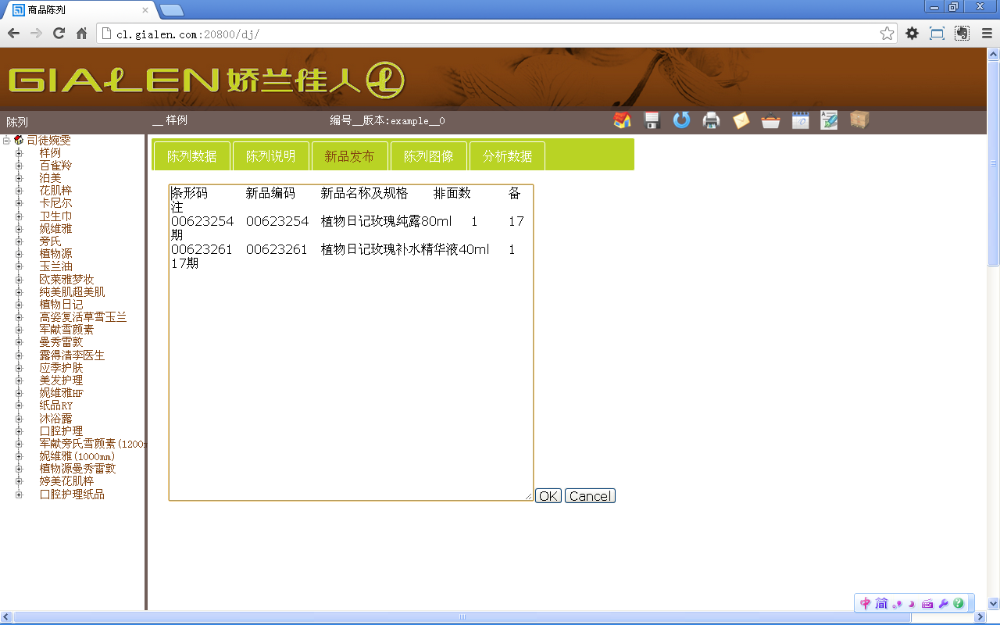 商品陈列
cl.gialen.com:20800/dj/
GIALEN 娇兰佳人
陈列
__ 样例
编号__版本:example__0
司徒婉雯
样例
百雀羚
泊美
花肌粹
卡尼尔
卫生巾
妮维雅
旁氏
植物源
玉兰油
欧莱雅梦妆
纯美肌超美肌
植物日记
高姿复活草雪玉兰
军献雪颜素
曼秀雷敦
露得清李医生
应季护肤
美发护理
妮维雅HF
纸品RY
沐浴露
口腔护理
军献旁氏雪颜素(1200
妮维雅(1000mm)
植物源曼秀雷敦
婷美花肌粹
口腔护理纸品
陈列数据 陈列说明 新品发布 陈列图像 分析数据
条形码 新品编码 新品名称及规格 排面数 备
注
00623254 00623254 植物日记玫瑰纯露80ml 1 17
期
00623261 00623261 植物日记玫瑰补水精华液40ml 1
17期
OK Cancel
中 简